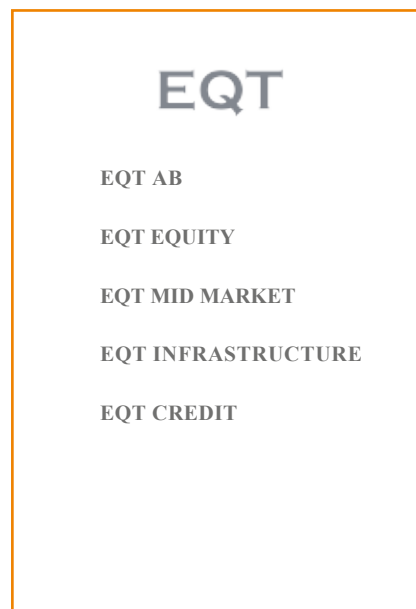 EQT
EQT AB
EQT EQUITY
EQT MID MARKET
EQT INFRASTRUCTURE
EQT CREDIT